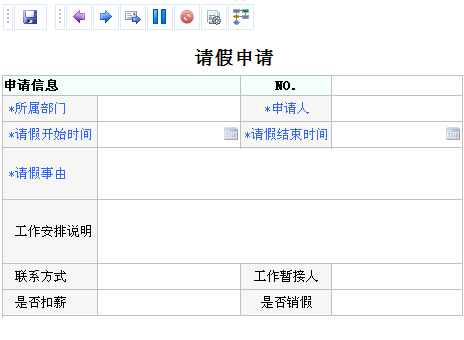 请假申请
申请信息 NO.
*所属部门 *申请人
*请假开始时间 *请假结束时间
*请假事由
工作安排说明
联系方式 工作暂接人
是否扣薪 是否销假